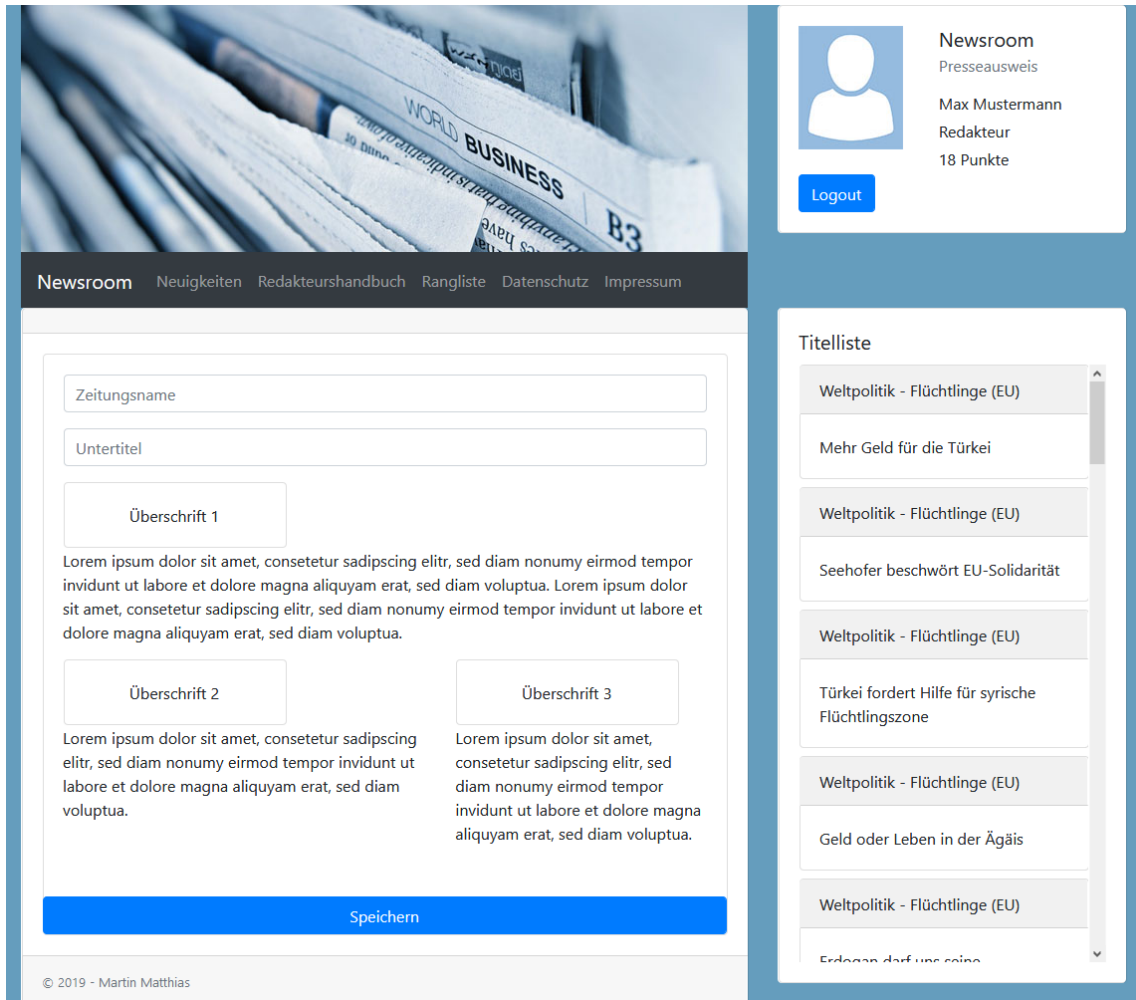 WORLD BUSINESS
B3
Newsroom
Presseausweis
Max Mustermann
Redakteur
18 Punkte
Logout
Newsroom Neuigkeiten Redakteurshandbuch Rangliste Datenschutz Impressum
Zeitungsname
Untertitel
Überschrift 1
Lorem ipsum dolor sit amet, consetetur sadipscing elitr, sed diam nonumy eirmod tempor
invidunt ut labore et dolore magna aliquyam erat, sed diam voluptua. Lorem ipsum dolor
sit amet, consetetur sadipscing elitr, sed diam nonumy eirmod tempor invidunt ut labore et
dolore magna aliquyam erat, sed diam voluptua.
Überschrift 2
Lorem ipsum dolor sit amet, consetetur sadipscing
elitr, sed diam nonumy eirmod tempor invidunt ut
labore et dolore magna aliquyam erat, sed diam
voluptua.
Überschrift 3
Lorem ipsum dolor sit amet,
consetetur sadipscing elitr, sed
diam nonumy eirmod tempor
invidunt ut labore et dolore magna
aliquyam erat, sed diam voluptua.
Speichern
© 2019 - Martin Matthias
Titelliste
Weltpolitik - Flüchtlinge (EU)
Mehr Geld für die Türkei
Weltpolitik - Flüchtlinge (EU)
Seehofer beschwört EU-Solidarität
Weltpolitik - Flüchtlinge (EU)
Türkei fordert Hilfe für syrische
Flüchtlingszone
Weltpolitik - Flüchtlinge (EU)
Geld oder Leben in der Ägäis
Weltpolitik - Flüchtlinge (EU)
Erdogan darf uns seine